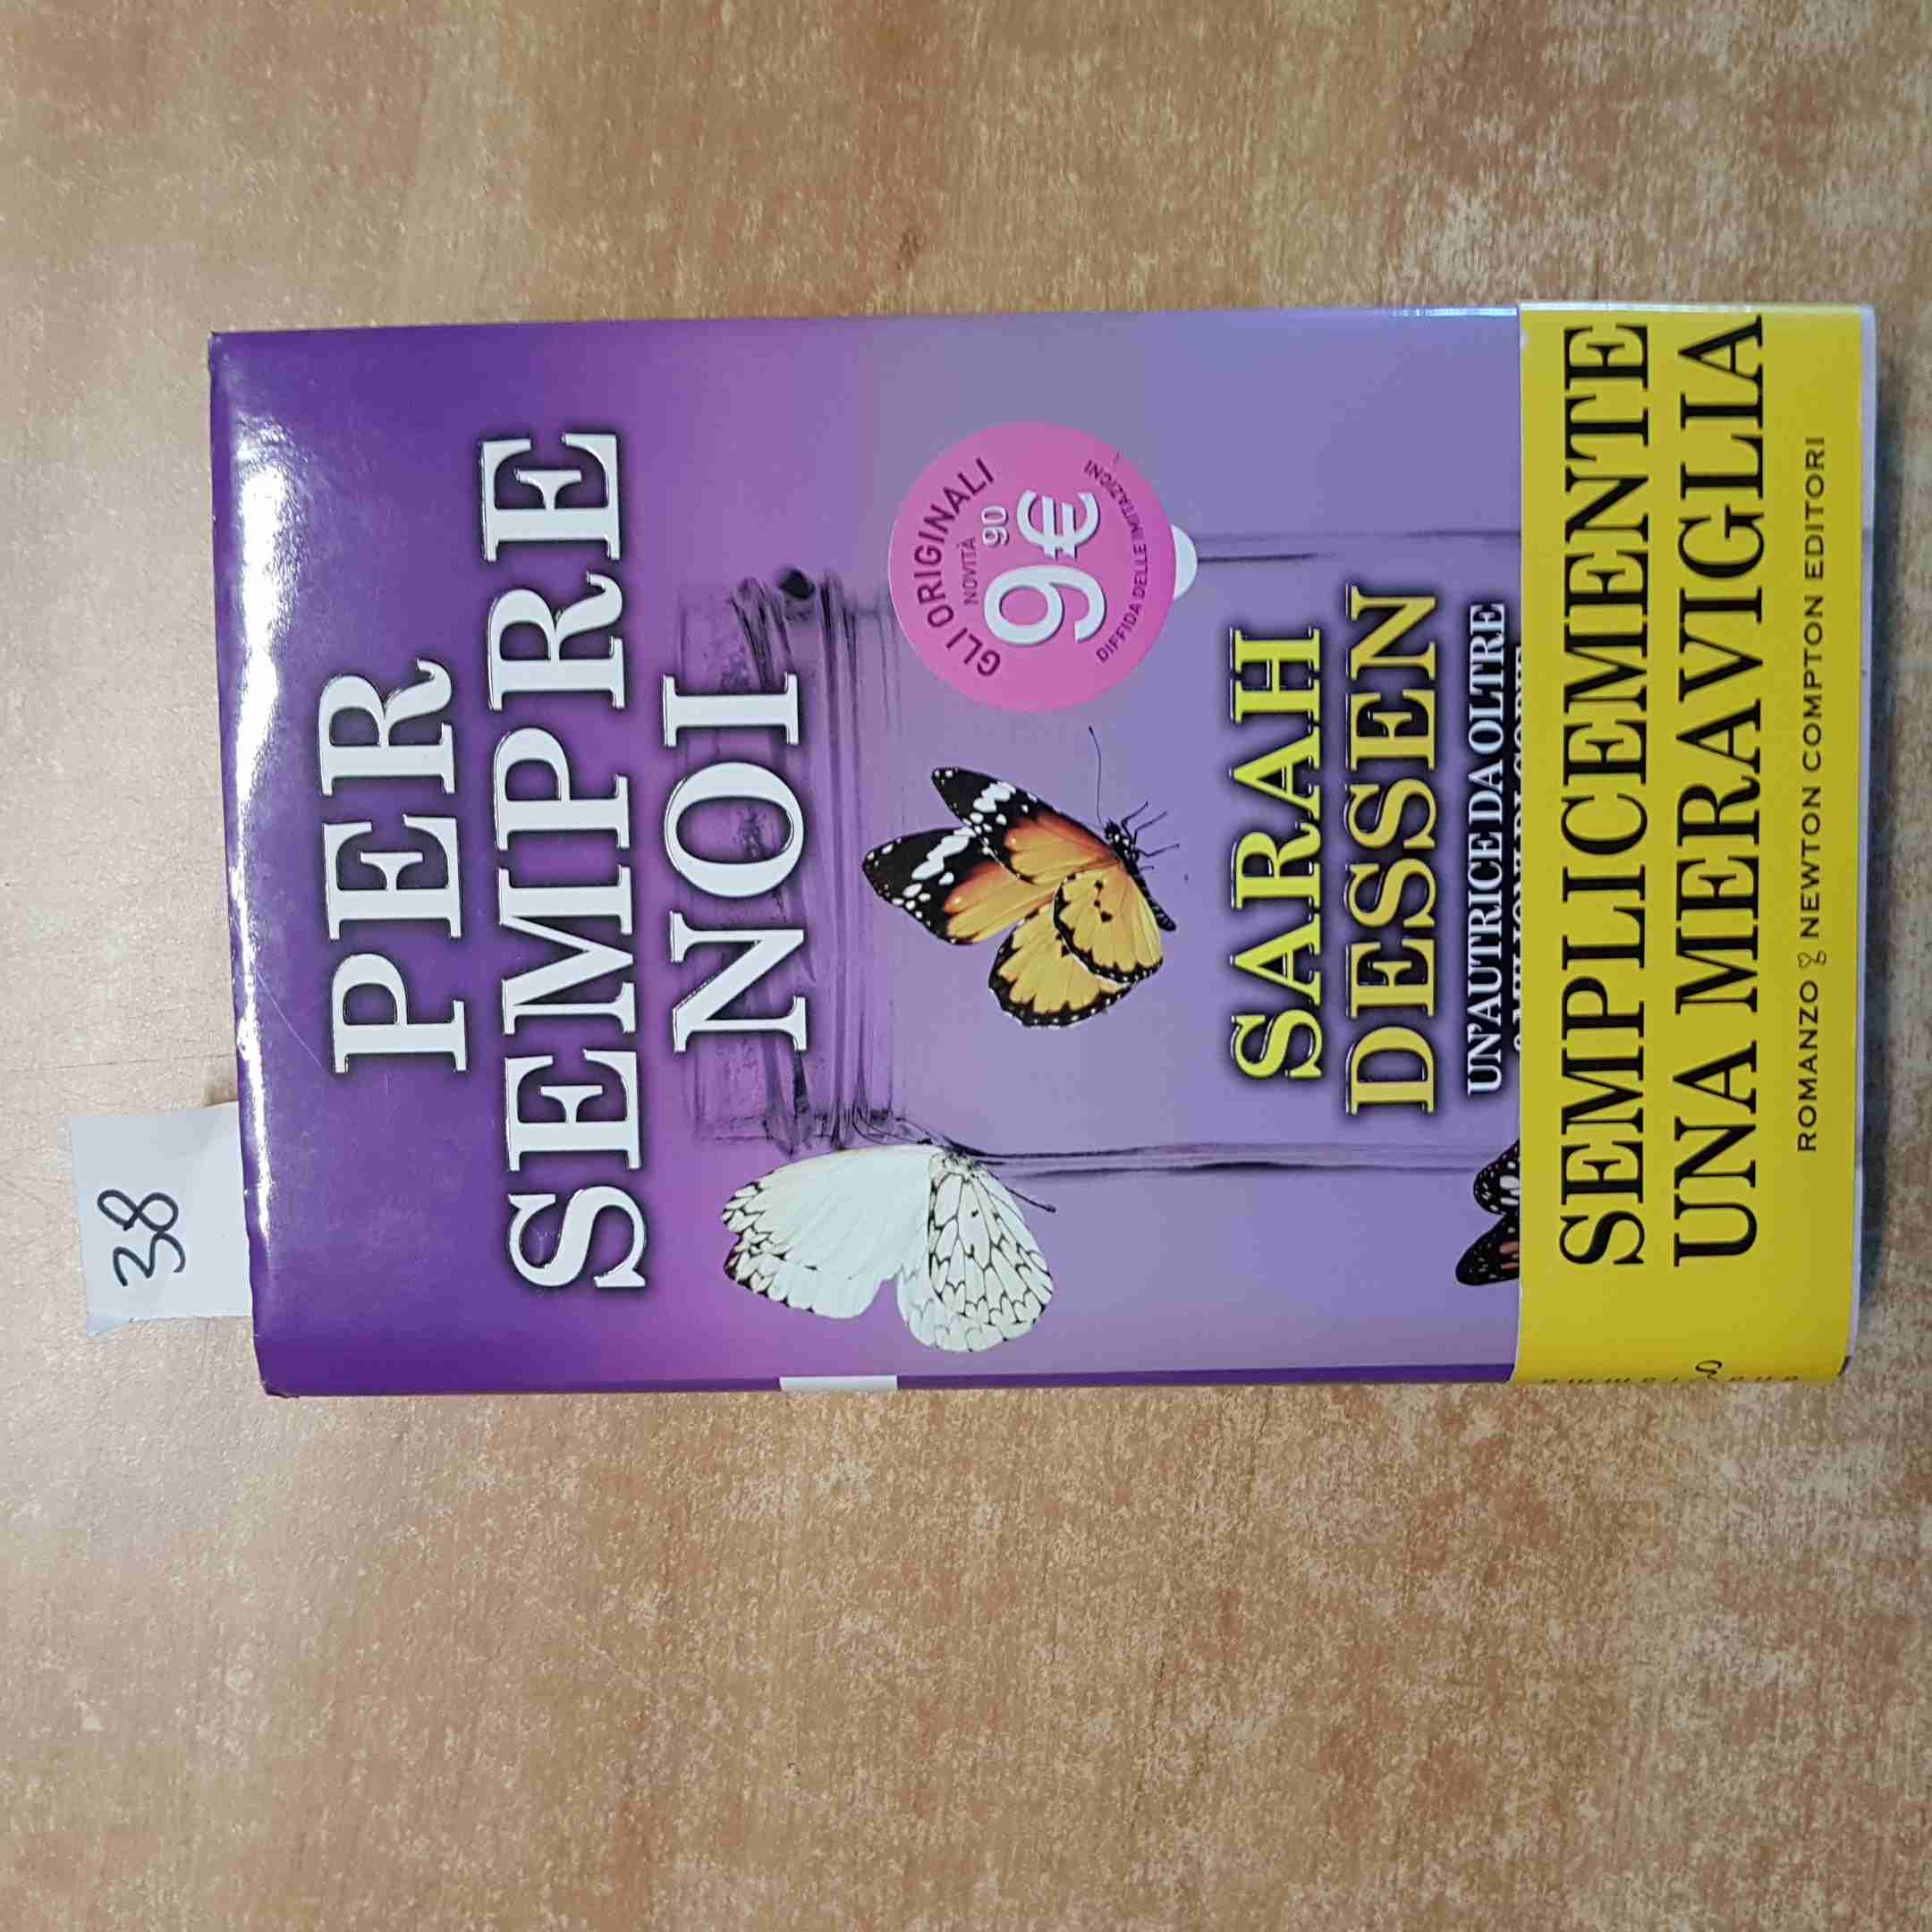 38
PER
SEMPRE
NOI
GLI ORIGINALI
NOVITÀ
9 90 €
DIFFIDA DELLE IMITAZIONI
SARAH
DESSEN
UN'AUTRICE DA OLTRE
SEMPLICEMENTE
UNA MERAVIGLIA
ROMANZO NEWTON COMPTON EDITORI